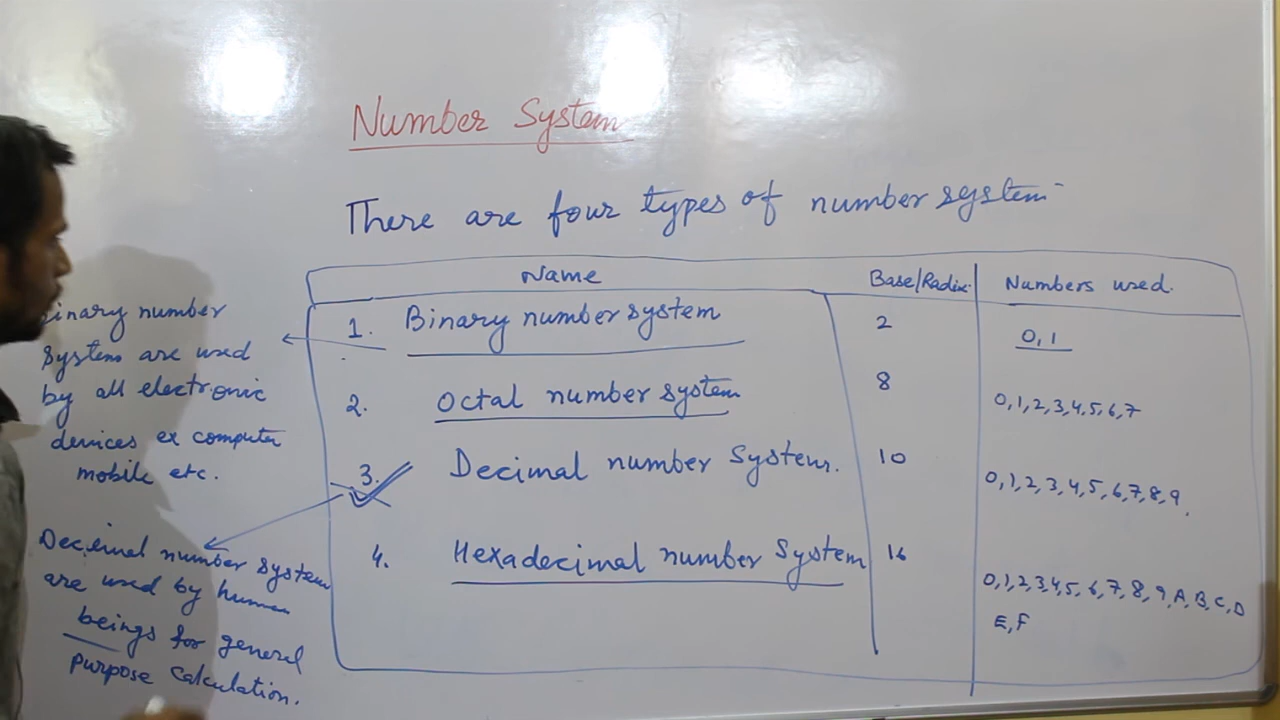 Number System
There are four types of number system
Name Base/Radix Numbers used.
1. Binary number system 2 0,1
2. Octal number system 8 0,1,2,3,4,5,6,7
3. Decimal number System. 10 0,1,2,3,4,5,6,7,8,9
4. Hexadecimal number System 16 0,1,2,3,4,5,6,7,8,9,A,B,C,D
E,F
inary number
System are used
by all electronic
devices ex computer
mobile etc.
Decimal number system
are used by human
beings for general
purpose calculation.